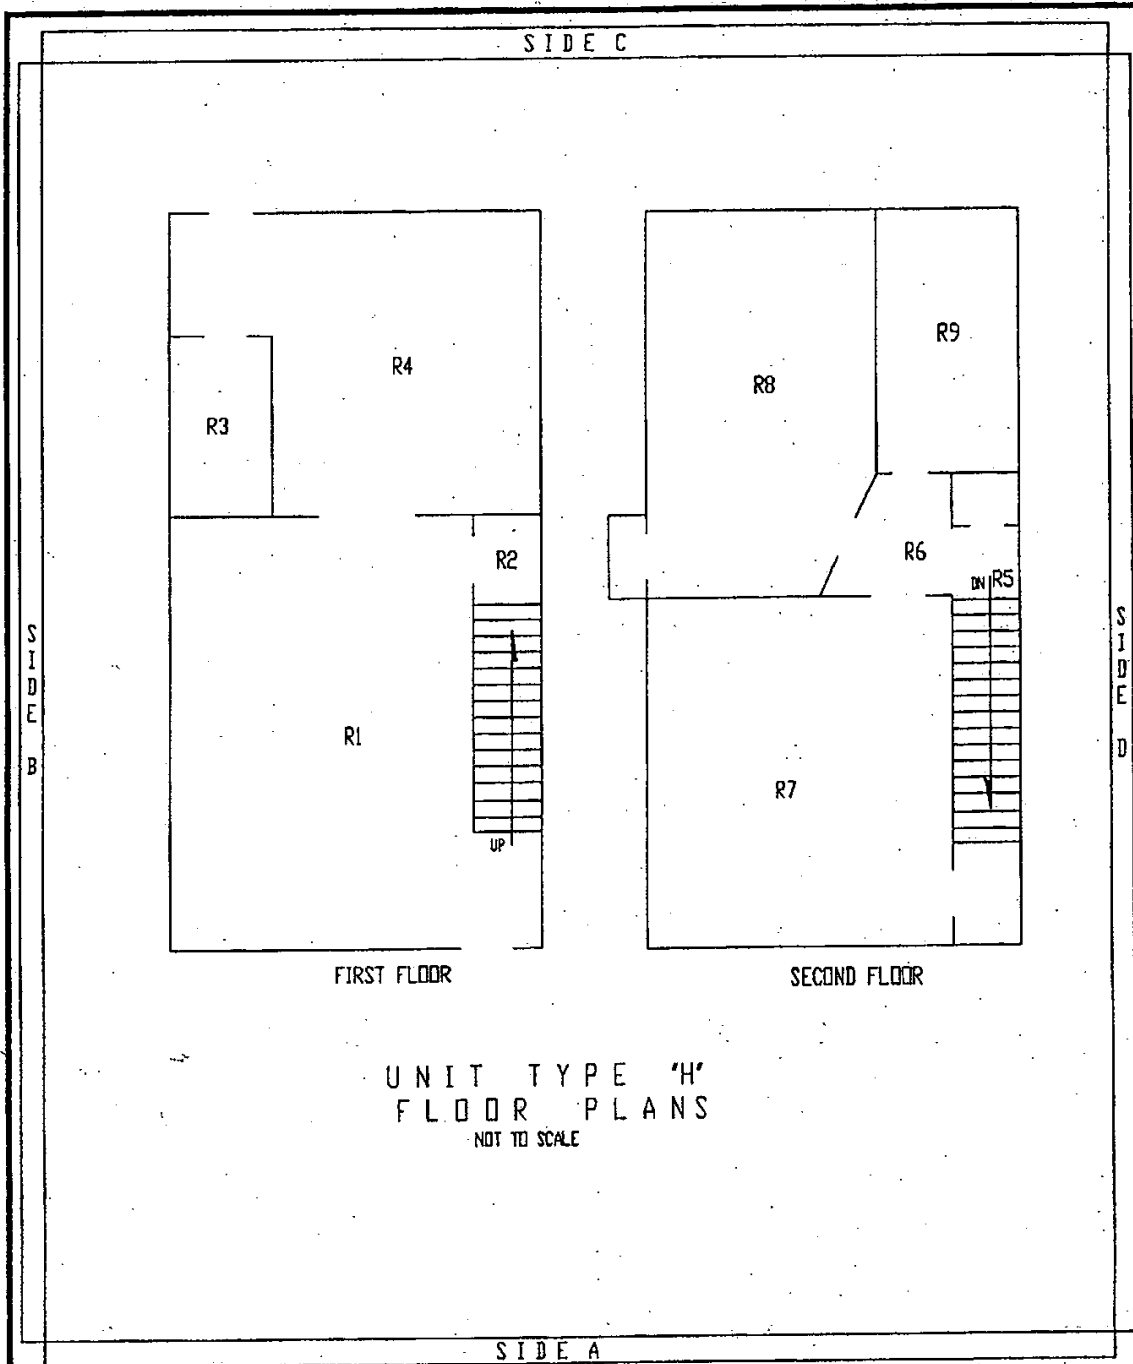 SIDE C
R4
R3
R2
R1
UP
FIRST FLOOR
R9
R8
R6
DN R5
R7
SECOND FLOOR
SIDE B
SIDE D
UNIT TYPE "H"
FLOOR PLANS
NOT TO SCALE
SIDE A